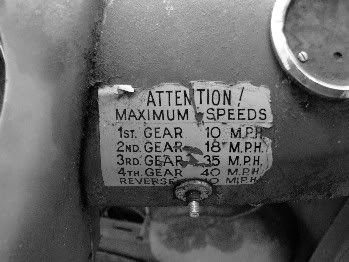 ATTENTION!
MAXIMUM SPEEDS
1ST. GEAR 10 M.P.H.
2ND. GEAR 18 M.P.H.
3RD. GEAR 35 M.P.H.
4TH. GEAR 40 M.P.H.
REVERSE M.P.H.